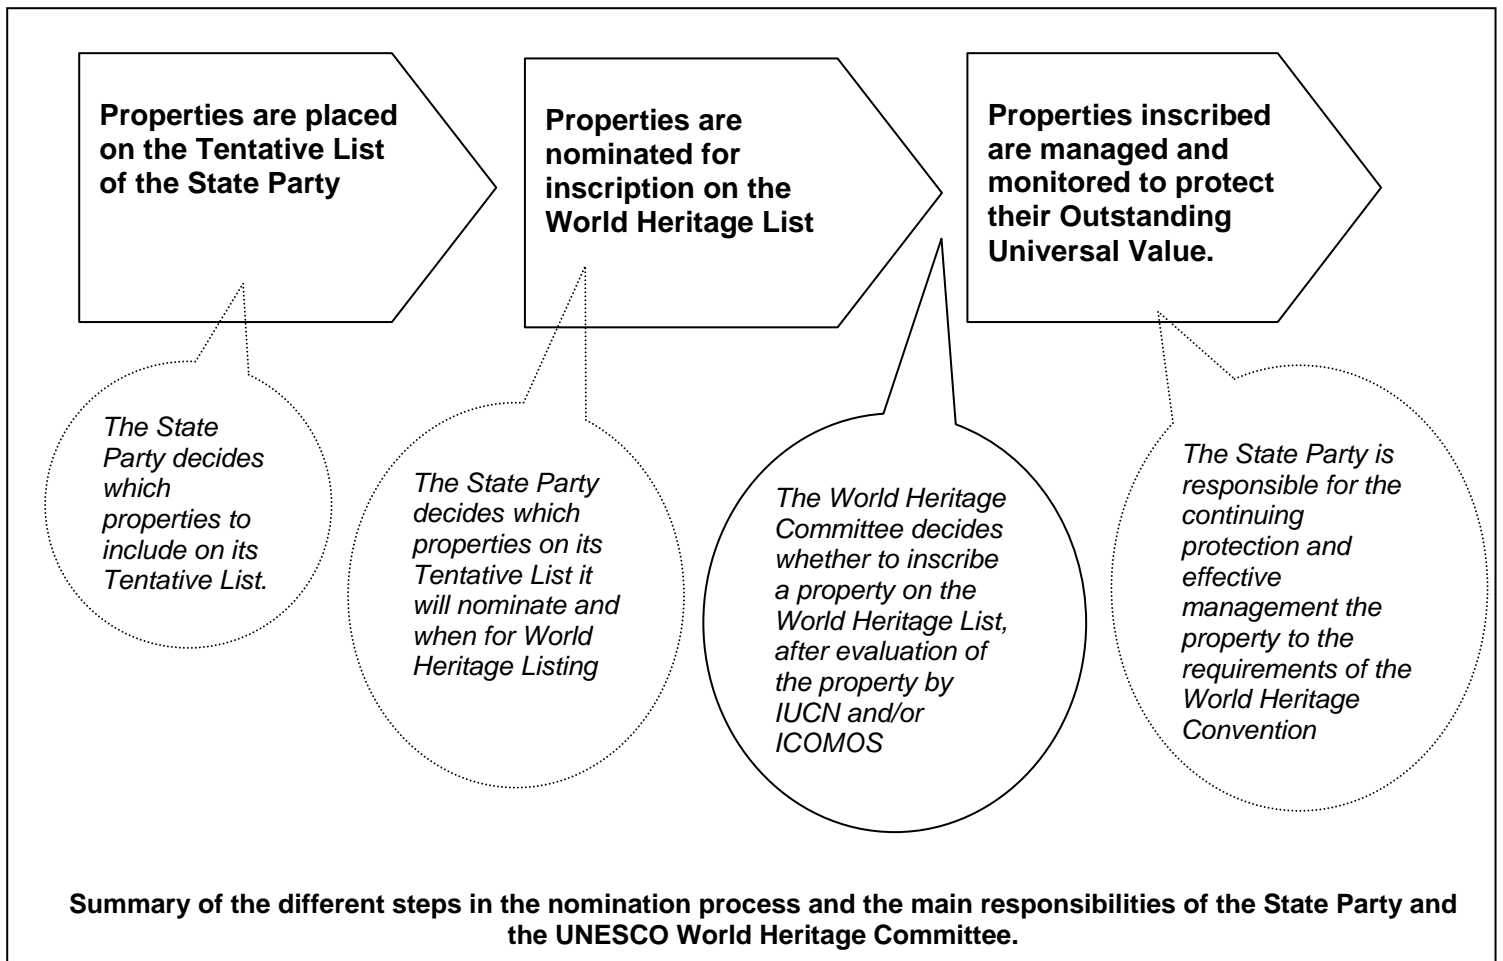 Properties are placed
on the Tentative List
of the State Party
Properties are
nominated for
inscription on the
World Heritage List
Properties inscribed
are managed and
monitored to protect
their Outstanding
Universal Value.
The State
Party decides
which
properties to
include on its
Tentative List.
The State Party
decides which
properties on its
Tentative List it
will nominate and
when for World
Heritage Listing
The World Heritage
Committee decides
whether to inscribe
a property on the
World Heritage List,
after evaluation of
the property by
IUCN and/or
ICOMOS
The State Party is
responsible for the
continuing
protection and
effective
management the
property to the
requirements of the
World Heritage
Convention
Summary of the different steps in the nomination process and the main responsibilities of the State Party and
the UNESCO World Heritage Committee.